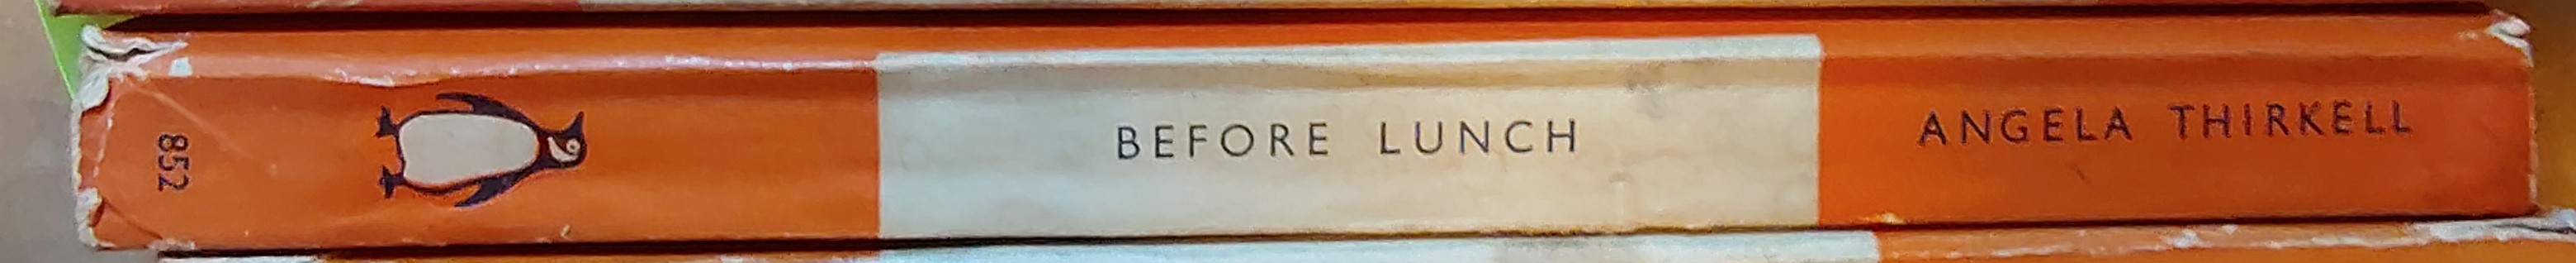 852
BEFORE LUNCH
ANGELA THIRKELL